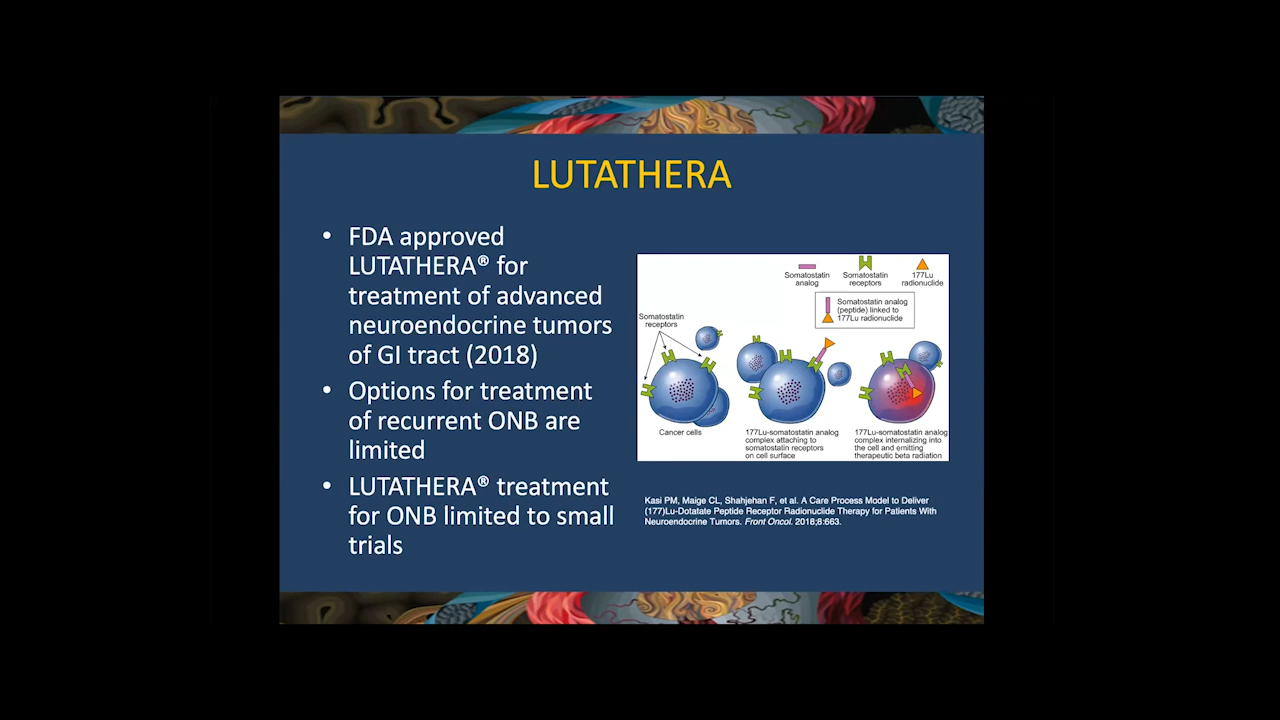 LUTATHERA
• FDA approved
LUTATHERA® for
treatment of advanced
neuroendocrine tumors
of GI tract (2018)
• Options for treatment
of recurrent ONB are
limited
• LUTATHERA® treatment
for ONB limited to small
trials
Somatostatin
analog
Somatostatin
receptors
177Lu
radionuclide
Somatostatin analog
(peptide) linked to
177Lu radionuclide
Somatostatin
receptors
Cancer cells
177Lu-somatostatin analog
complex attaching to
somatostatin receptors
on cell surface
177Lu-somatostatin analog
complex internalizing into
the cell and emitting
therapeutic beta radiation
Kasi PM, Maige CL, Shahjehan F, et al. A Care Process Model to Deliver
(177)Lu-Dotatate Peptide Receptor Radionuclide Therapy for Patients With
Neuroendocrine Tumors. Front Oncol. 2018;8:663.